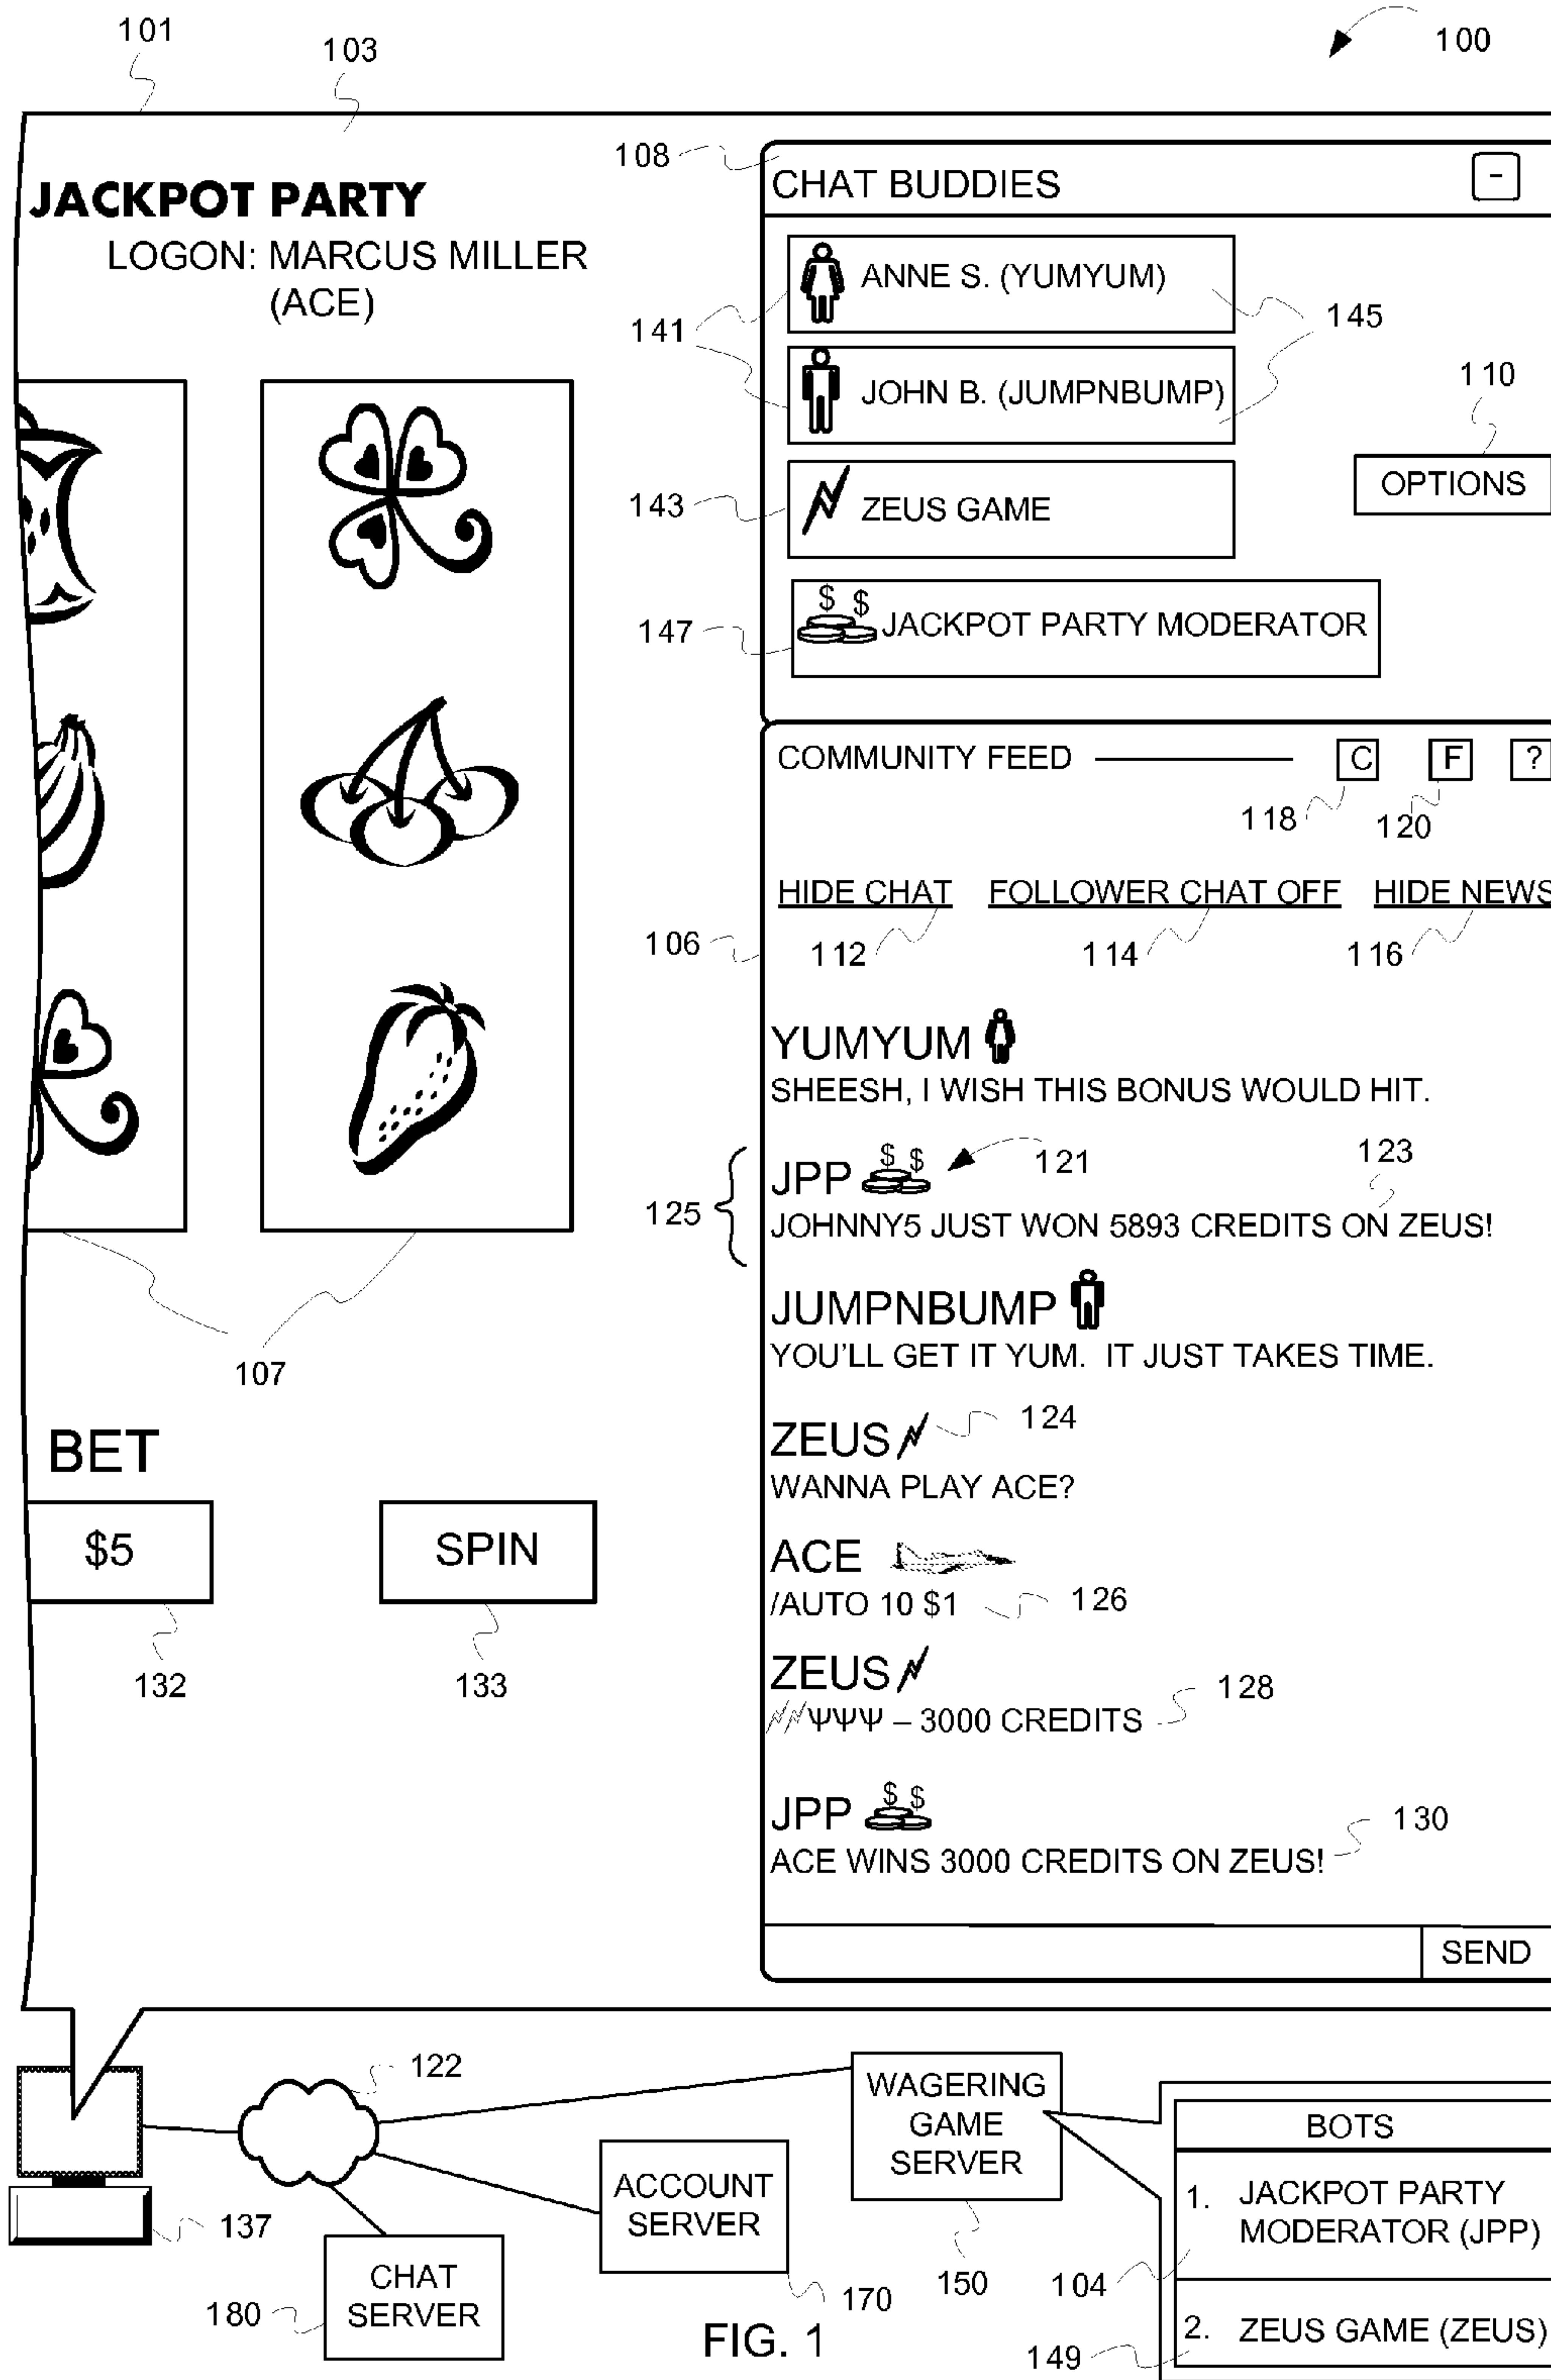 101
103
100
JACKPOT PARTY
LOGON: MARCUS MILLER
(ACE)
108
CHAT BUDDIES
-
ANNE S. (YUMYUM)
141
145
JOHN B. (JUMPNBUMP)
110
OPTIONS
143
ZEUS GAME
147
$ $
JACKPOT PARTY MODERATOR
COMMUNITY FEED
C
F
?
118
120
HIDE CHAT
FOLLOWER CHAT OFF
HIDE NEWS
106
112
114
116
YUMYUM
SHEESH, I WISH THIS BONUS WOULD HIT.
125
JPP
$ $
121
123
JOHNNY5 JUST WON 5893 CREDITS ON ZEUS!
JUMPNBUMP
YOU'LL GET IT YUM. IT JUST TAKES TIME.
107
ZEUS
124
WANNA PLAY ACE?
BET
$5
SPIN
132
133
ACE
/AUTO 10 $1
126
ZEUS
ΨΨΨ – 3000 CREDITS
128
JPP
$ $
130
ACE WINS 3000 CREDITS ON ZEUS!
SEND
122
137
CHAT
SERVER
180
ACCOUNT
SERVER
170
WAGERING
GAME
SERVER
150
BOTS
1. JACKPOT PARTY
MODERATOR (JPP)
104
2. ZEUS GAME (ZEUS)
149
FIG. 1